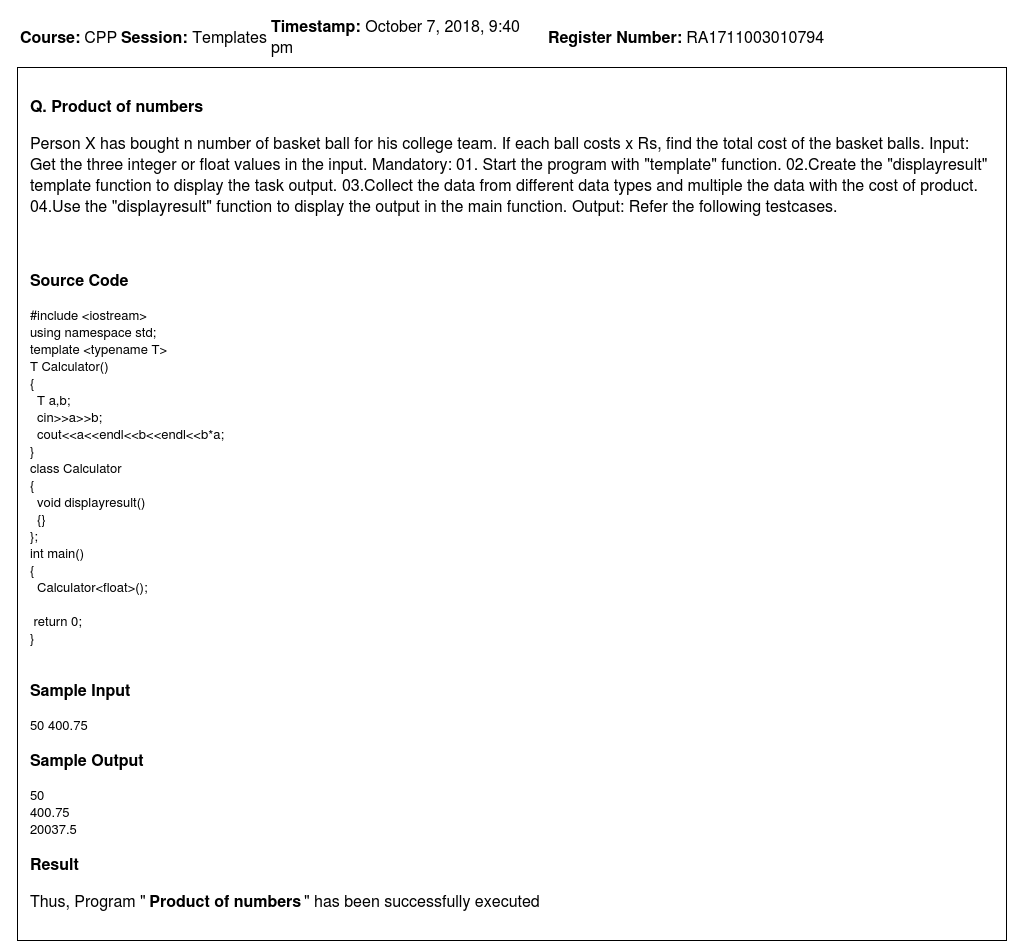 Course: CPP Session: Templates Timestamp: October 7, 2018, 9:40 pm Register Number: RA1711003010794
Q. Product of numbers
Person X has bought n number of basket ball for his college team. If each ball costs x Rs, find the total cost of the basket balls. Input:
Get the three integer or float values in the input. Mandatory: 01. Start the program with "template" function. 02.Create the "displayresult"
template function to display the task output. 03.Collect the data from different data types and multiple the data with the cost of product.
04.Use the "displayresult" function to display the output in the main function. Output: Refer the following testcases.
Source Code
#include <iostream>
using namespace std;
template <typename T>
T Calculator()
{
  T a,b;
  cin>>a>>b;
  cout<<a<<endl<<b<<endl<<b*a;
}
class Calculator
{
  void displayresult()
  {}
};
int main()
{
  Calculator<float>();
 return 0;
}
Sample Input
50 400.75
Sample Output
50
400.75
20037.5
Result
Thus, Program " Product of numbers " has been successfully executed